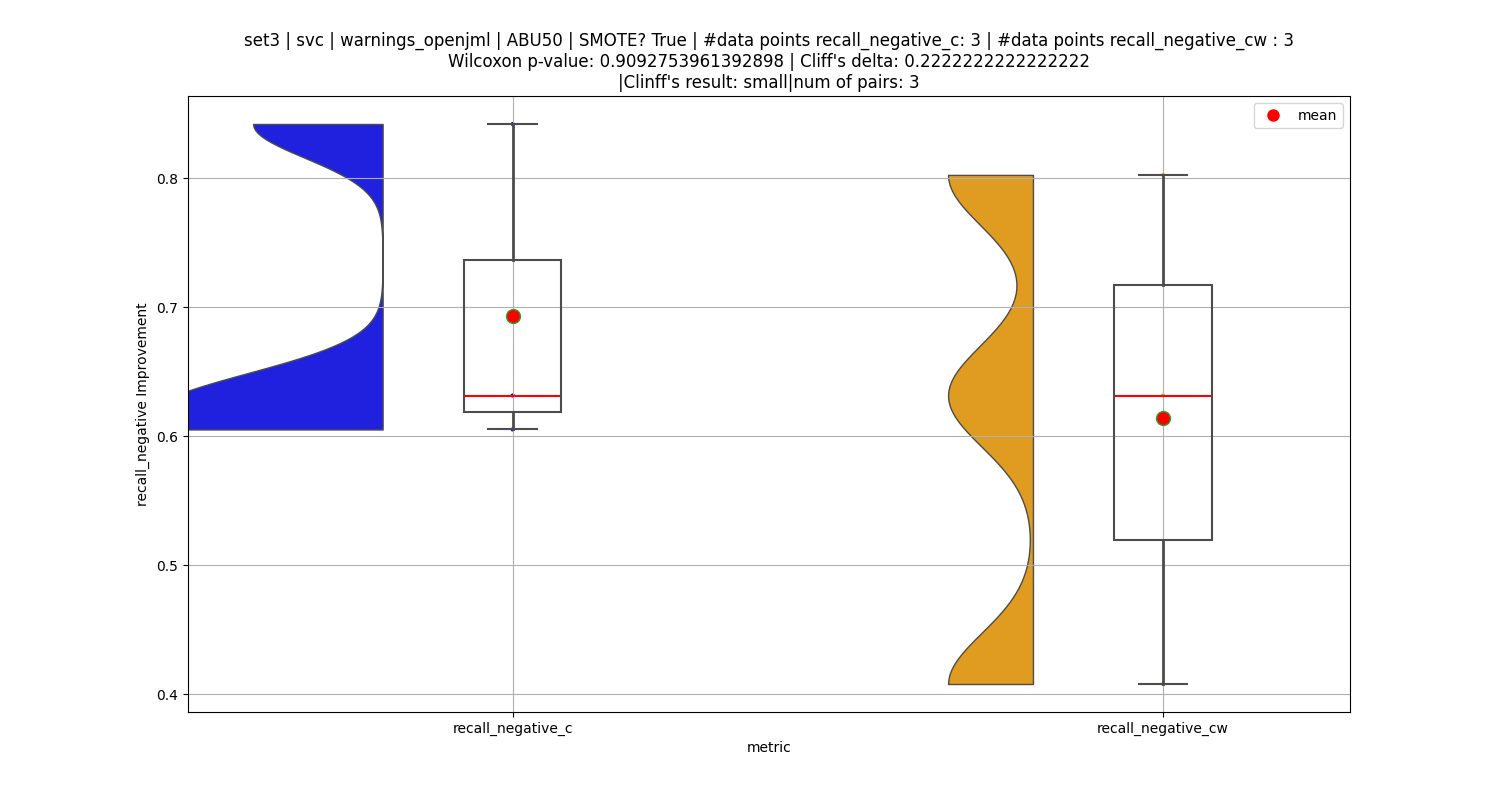 set3 | svc | warnings_openjml | ABU50 | SMOTE? True | #data points recall_negative_c: 3 | #data points recall_negative_cw : 3
Wilcoxon p-value: 0.9092753961392898 | Cliff's delta: 0.2222222222222222
|Clinff's result: small|num of pairs: 3
mean
0.8
0.7
0.6
0.5
0.4
recall_negative Improvement
recall_negative_c
recall_negative_cw
metric